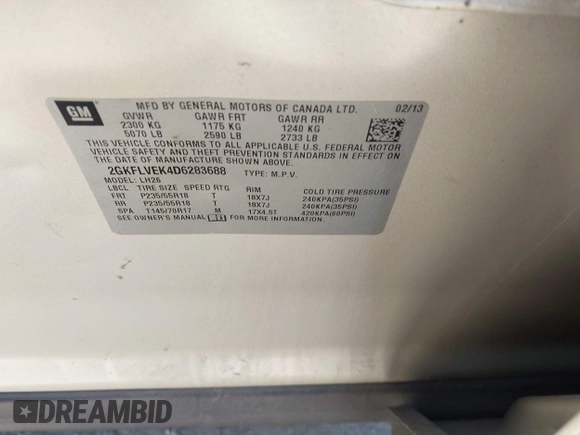 GM
MFD BY GENERAL MOTORS OF CANADA LTD. 02/13
GVWR GAWR FRT GAWR RR
2300 KG 1175 KG 1240 KG
5070 LB 2590 LB 2733 LB
THIS VEHICLE CONFORMS TO ALL APPLICABLE U.S. FEDERAL MOTOR
VEHICLE SAFETY AND THEFT PREVENTION STANDARDS IN EFFECT ON
THE DATE OF MANUFACTURE SHOWN ABOVE.
2GKFLVEK4D6283688 TYPE: M.P.V.
MODEL: LH26
LBCL TIRE SIZE SPEED RTG RIM COLD TIRE PRESSURE
FRT P235/55R18 T 18X7J 240KPA(35PSI)
RR P235/55R18 T 18X7J 240KPA(35PSI)
SPA T145/70R17 M 17X4.5T 420KPA(60PSI)
SEE OWNER'S MANUAL FOR MORE INFORMATION.
DREAMBID